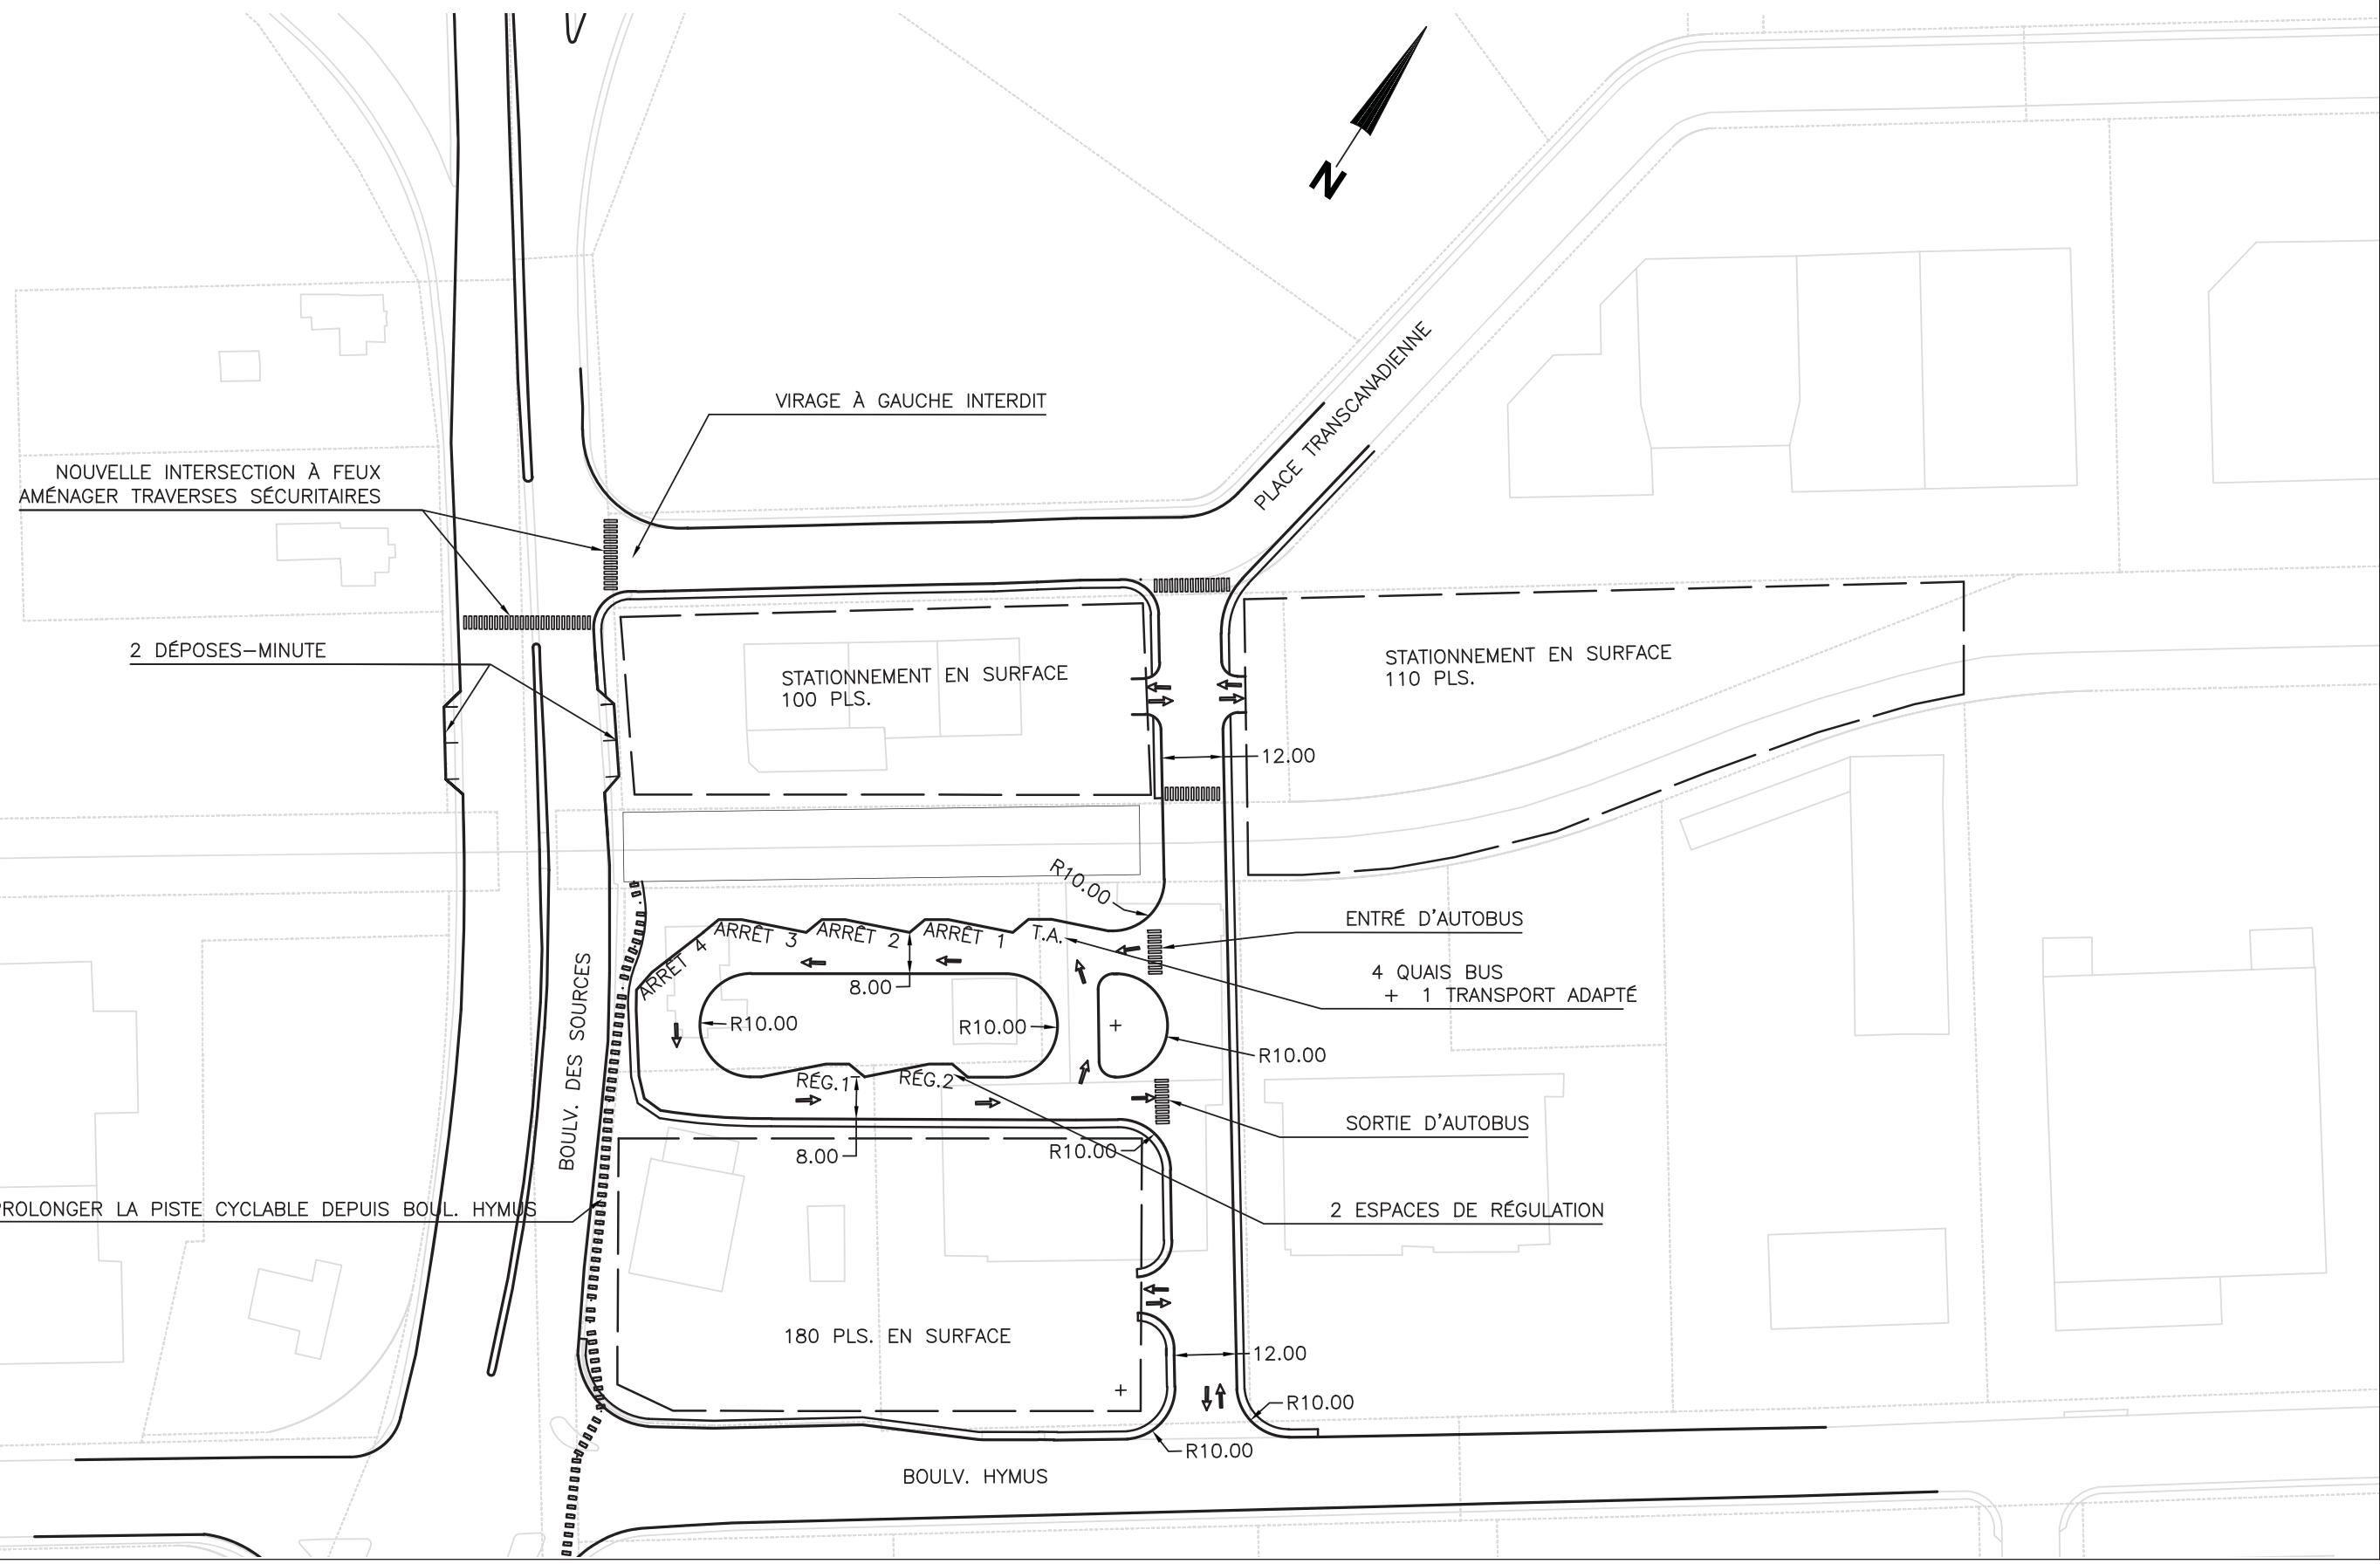 N
PLACE TRANSCANADIENNE
VIRAGE À GAUCHE INTERDIT
NOUVELLE INTERSECTION À FEUX
AMÉNAGER TRAVERSES SÉCURITAIRES
2 DÉPOSES-MINUTE
STATIONNEMENT EN SURFACE
100 PLS.
STATIONNEMENT EN SURFACE
110 PLS.
12.00
R10.00
ENTRÉ D'AUTOBUS
ARRÊT 4
ARRÊT 3
ARRÊT 2
ARRÊT 1
T.A.
4 QUAIS BUS
+ 1 TRANSPORT ADAPTÉ
8.00
R10.00
R10.00
R10.00
BOULV. DES SOURCES
RÉG.1
RÉG.2
SORTIE D'AUTOBUS
8.00
R10.00
PROLONGER LA PISTE CYCLABLE DEPUIS BOUL. HYMUS
2 ESPACES DE RÉGULATION
180 PLS. EN SURFACE
12.00
R10.00
R10.00
BOULV. HYMUS